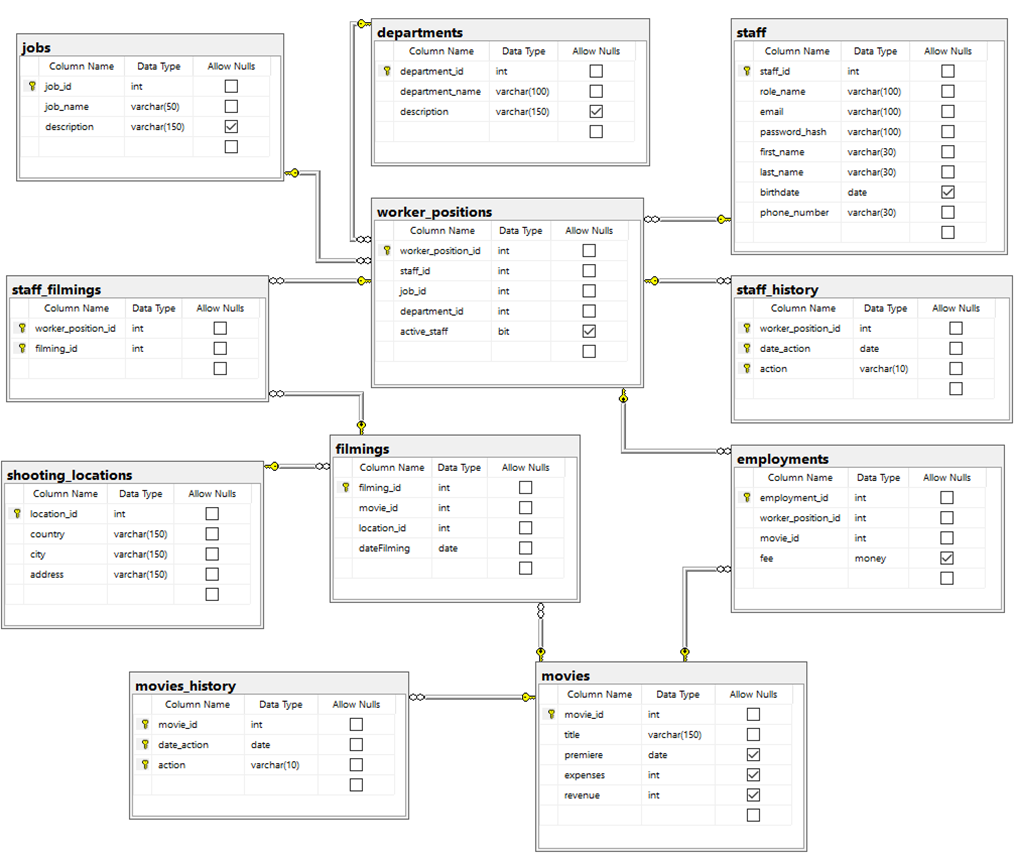 jobs
Column Name Data Type Allow Nulls
job_id int
job_name varchar(50)
description varchar(150)
departments
Column Name Data Type Allow Nulls
department_id int
department_name varchar(100)
description varchar(150)
staff
Column Name Data Type Allow Nulls
staff_id int
role_name varchar(100)
email varchar(100)
password_hash varchar(100)
first_name varchar(30)
last_name varchar(30)
birthdate date
phone_number varchar(30)
worker_positions
Column Name Data Type Allow Nulls
worker_position_id int
staff_id int
job_id int
department_id int
active_staff bit
staff_filmings
Column Name Data Type Allow Nulls
worker_position_id int
filming_id int
staff_history
Column Name Data Type Allow Nulls
worker_position_id int
date_action date
action varchar(10)
filmings
Column Name Data Type Allow Nulls
filming_id int
movie_id int
location_id int
dateFilming date
shooting_locations
Column Name Data Type Allow Nulls
location_id int
country varchar(150)
city varchar(150)
address varchar(150)
employments
Column Name Data Type Allow Nulls
employment_id int
worker_position_id int
movie_id int
fee money
movies_history
Column Name Data Type Allow Nulls
movie_id int
date_action date
action varchar(10)
movies
Column Name Data Type Allow Nulls
movie_id int
title varchar(150)
premiere date
expenses int
revenue int